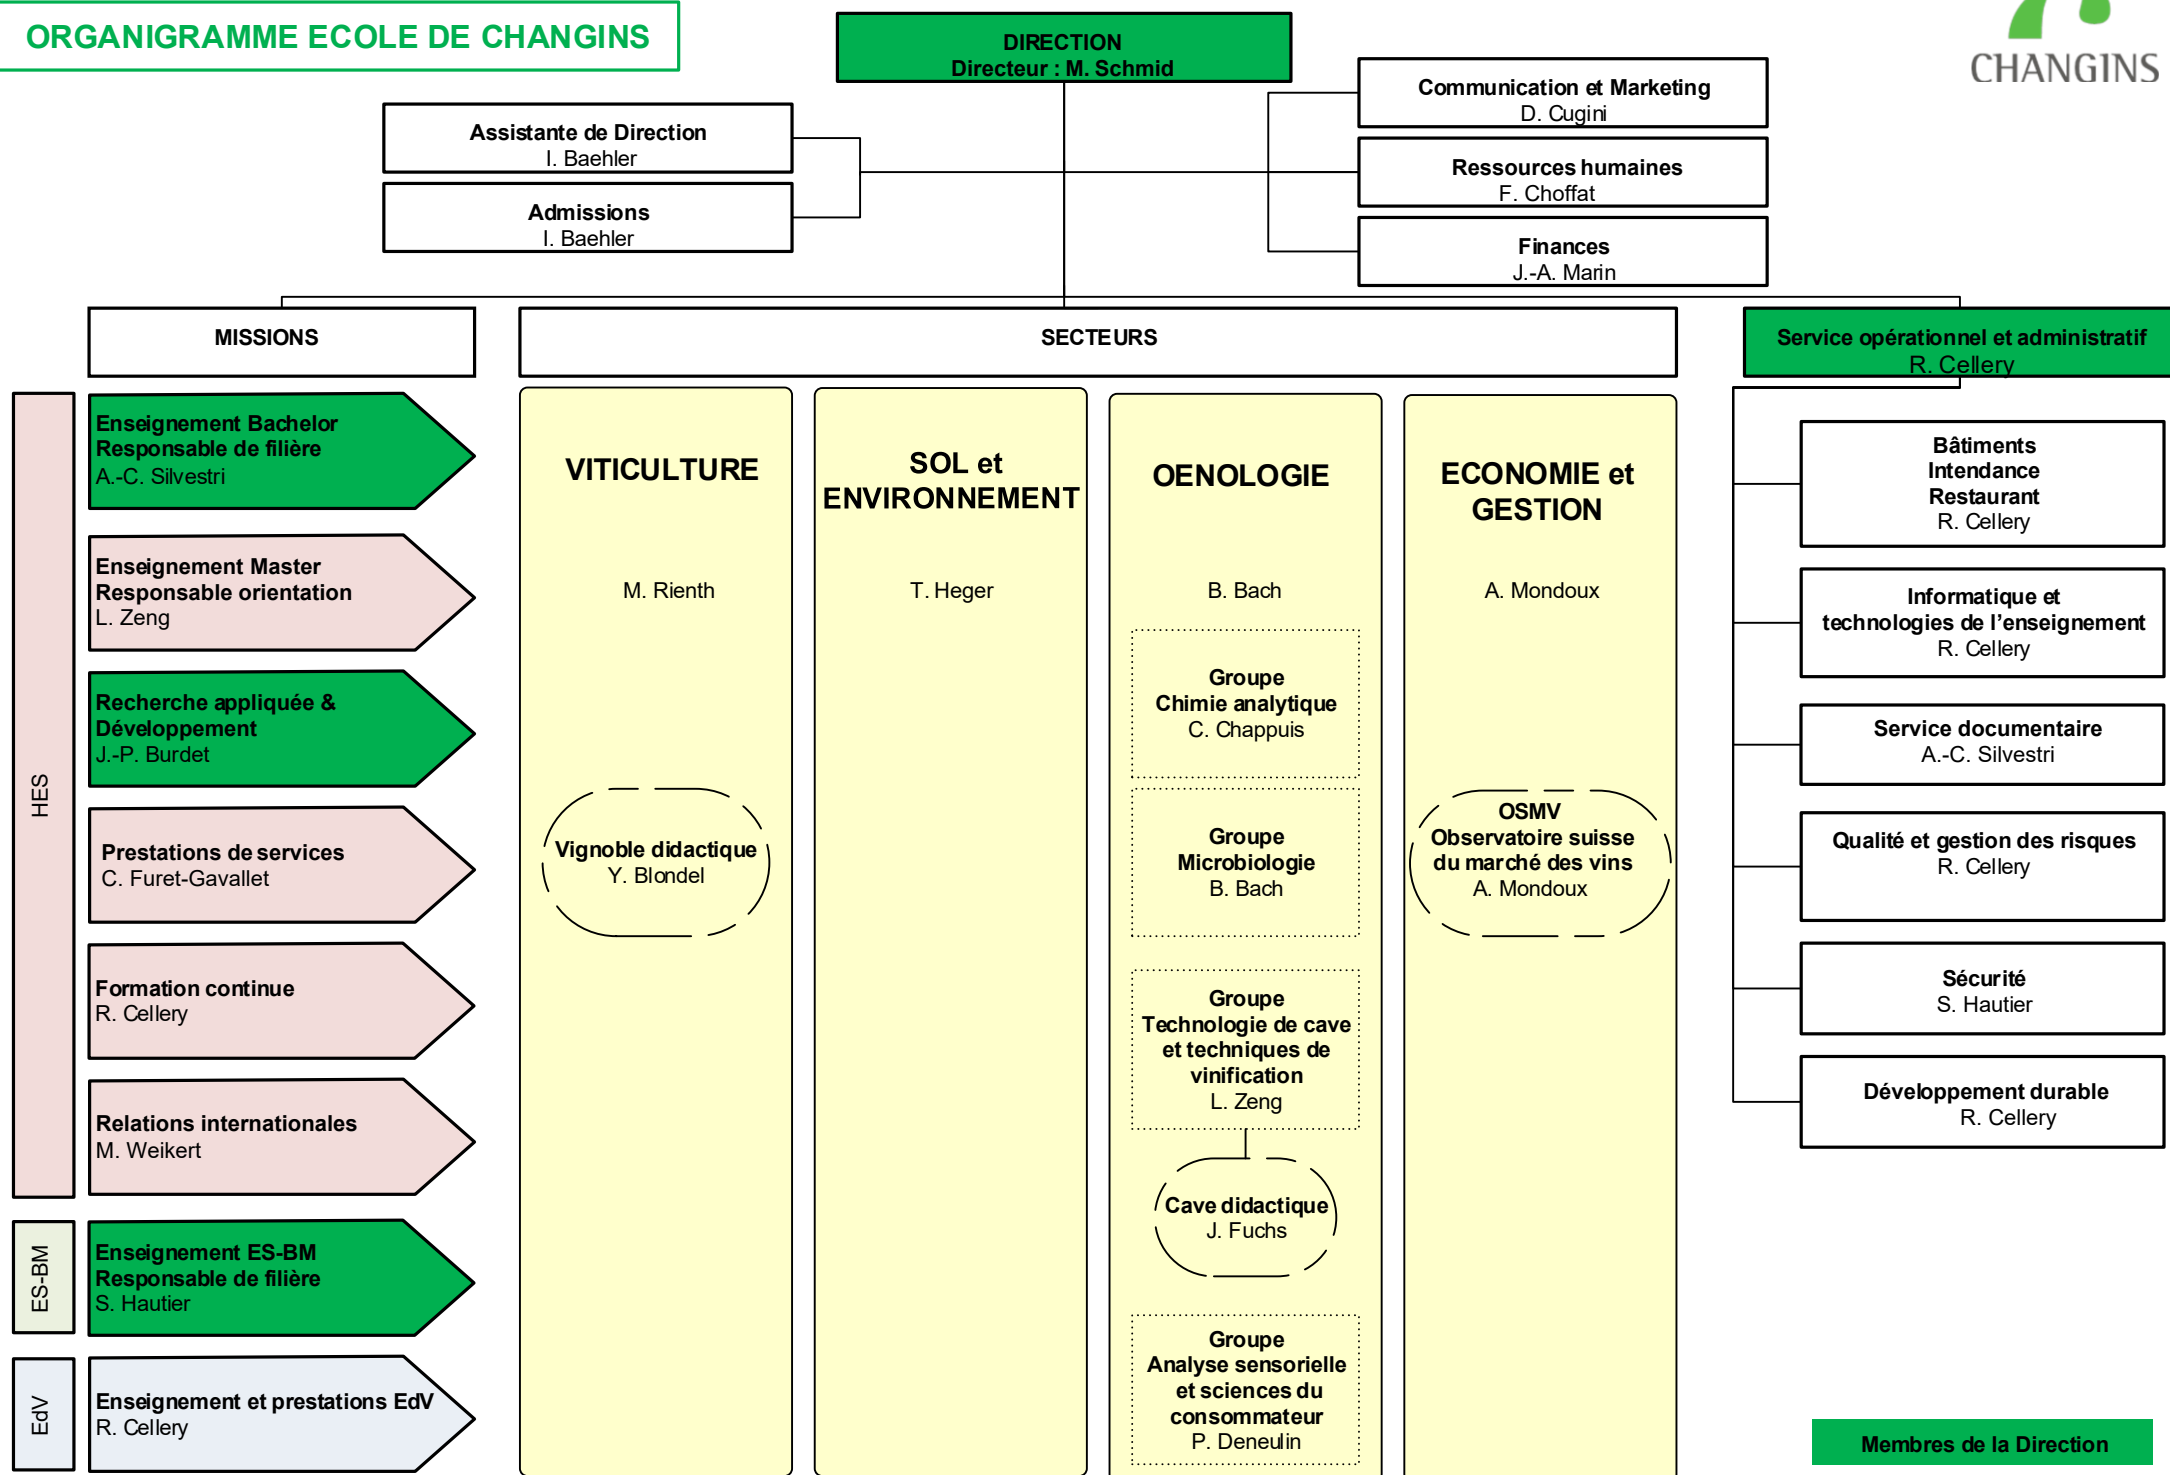 ORGANIGRAMME ECOLE DE CHANGINS
DIRECTION
Directeur : M. Schmid
CHANGINS
Assistante de Direction
I. Baehler
Admissions
I. Baehler
Communication et Marketing
D. Cugini
Ressources humaines
F. Choffat
Finances
J.-A. Marin
MISSIONS
SECTEURS
Service opérationnel et administratif
R. Cellery
HES
Enseignement Bachelor
Responsable de filière
A.-C. Silvestri
Enseignement Master
Responsable orientation
L. Zeng
Recherche appliquée &
Développement
J.-P. Burdet
Prestations de services
C. Furet-Gavallet
Formation continue
R. Cellery
Relations internationales
M. Weikert
ES-BM
Enseignement ES-BM
Responsable de filière
S. Hautier
EdV
Enseignement et prestations EdV
R. Cellery
VITICULTURE
M. Rienth
Vignoble didactique
Y. Blondel
SOL et
ENVIRONNEMENT
T. Heger
OENOLOGIE
B. Bach
Groupe
Chimie analytique
C. Chappuis
Groupe
Microbiologie
B. Bach
Groupe
Technologie de cave
et techniques de
vinification
L. Zeng
Cave didactique
J. Fuchs
Groupe
Analyse sensorielle
et sciences du
consommateur
P. Deneulin
ECONOMIE et
GESTION
A. Mondoux
OSMV
Observatoire suisse
du marché des vins
A. Mondoux
Bâtiments
Intendance
Restaurant
R. Cellery
Informatique et
technologies de l’enseignement
R. Cellery
Service documentaire
A.-C. Silvestri
Qualité et gestion des risques
R. Cellery
Sécurité
S. Hautier
Développement durable
R. Cellery
Membres de la Direction